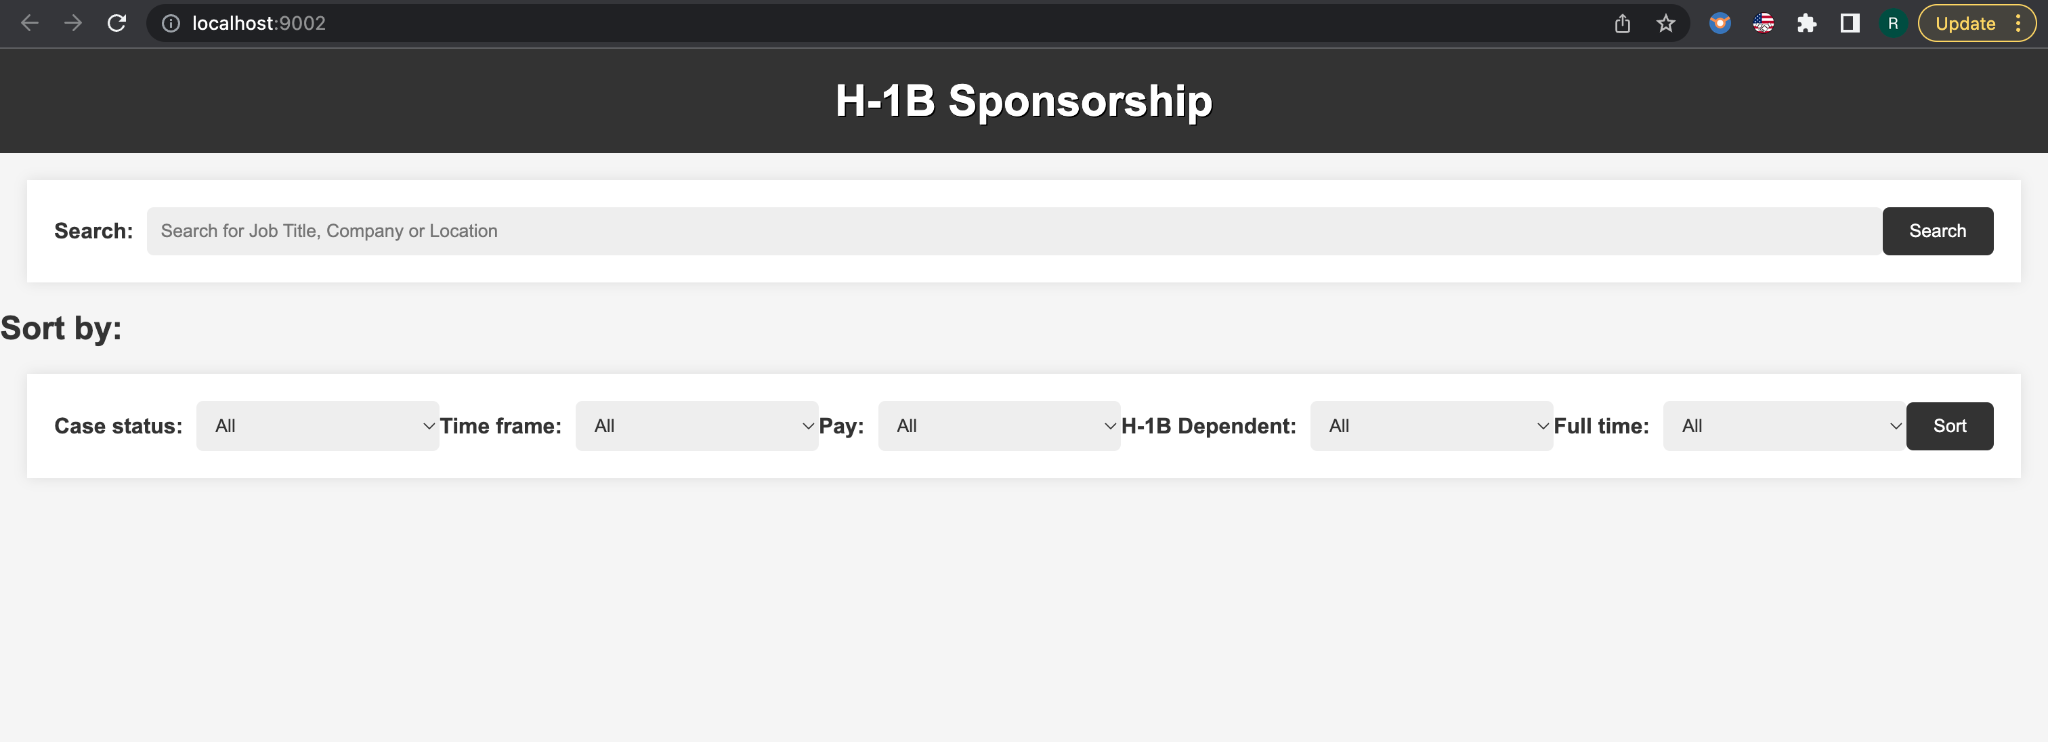 localhost:9002
R
Update
H-1B Sponsorship
Search: Search for Job Title, Company or Location Search
Sort by:
Case status: All Time frame: All Pay: All H-1B Dependent: All Full time: All Sort